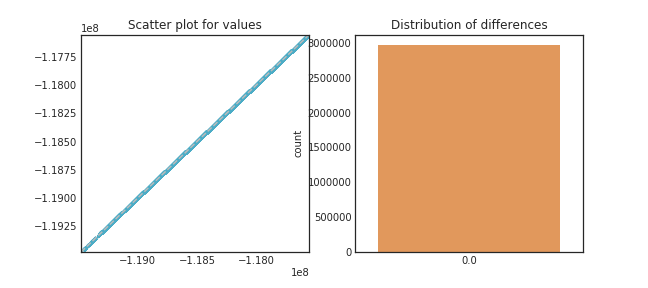 Scatter plot for values
1e8
−1.1775
−1.1800
−1.1825
−1.1850
−1.1875
−1.1900
−1.1925
−1.190 −1.185 −1.180
1e8
Distribution of differences
3000000
2500000
2000000
1500000
1000000
500000
0
count
0.0